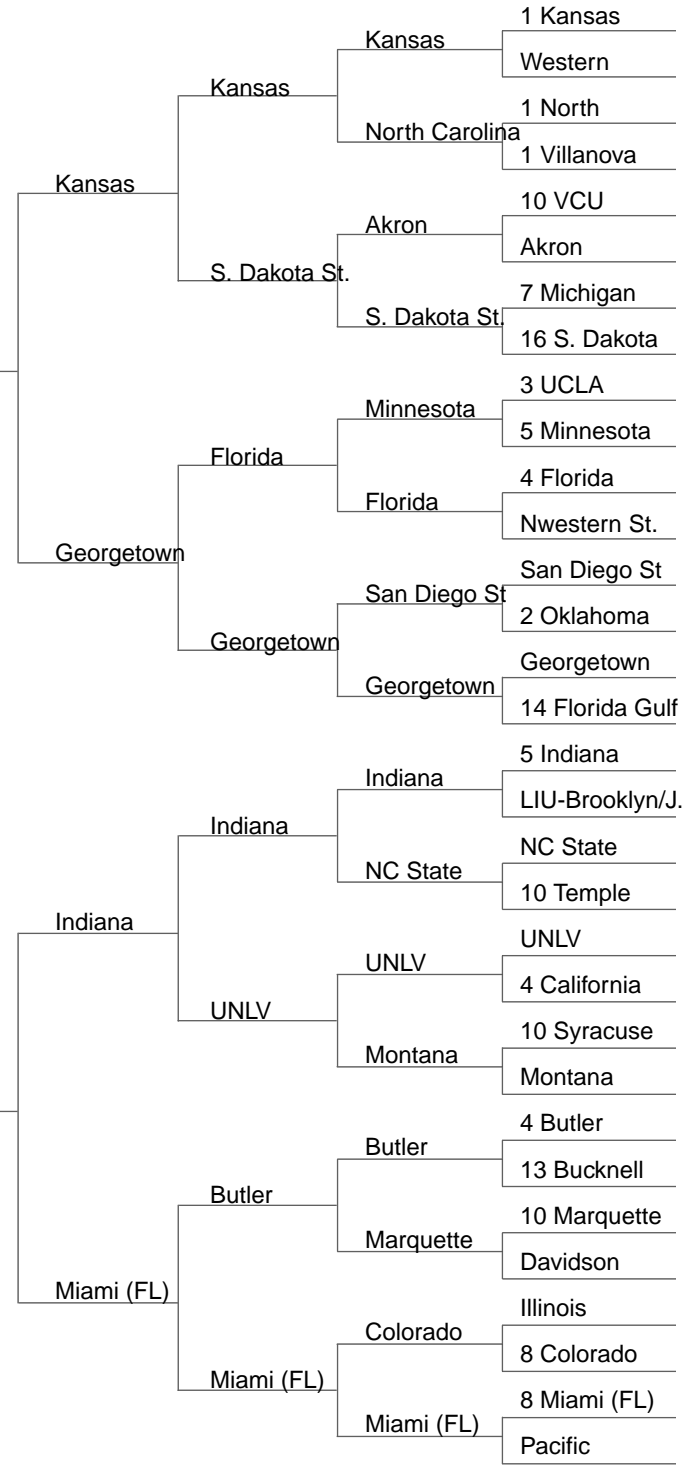 1 Kansas
Kansas
Western
Kansas
1 North
North Carolina
1 Villanova
Kansas
10 VCU
Akron
Akron
S. Dakota St.
7 Michigan
S. Dakota St.
16 S. Dakota
3 UCLA
Minnesota
5 Minnesota
Florida
4 Florida
Florida
Nwestern St.
Georgetown
San Diego St
San Diego St
2 Oklahoma
Georgetown
Georgetown
Georgetown
14 Florida Gulf
5 Indiana
Indiana
LIU-Brooklyn/J.
Indiana
NC State
NC State
10 Temple
Indiana
UNLV
UNLV
4 California
UNLV
10 Syracuse
Montana
Montana
4 Butler
Butler
13 Bucknell
Butler
10 Marquette
Marquette
Davidson
Miami (FL)
Illinois
Colorado
8 Colorado
Miami (FL)
8 Miami (FL)
Miami (FL)
Pacific